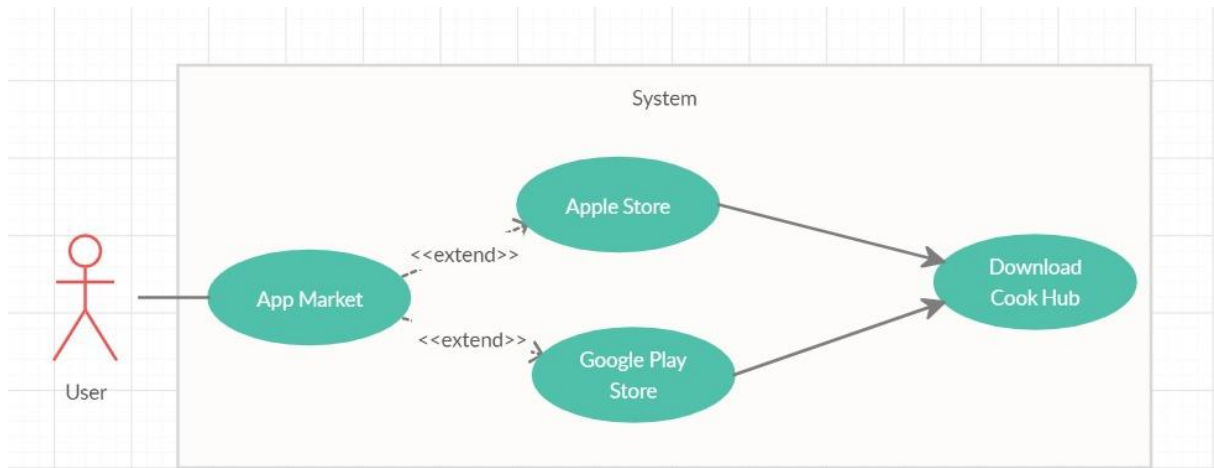 System
Apple Store
<<extend>>
Download
Cook Hub
App Market
<<extend>>
Google Play
Store
User